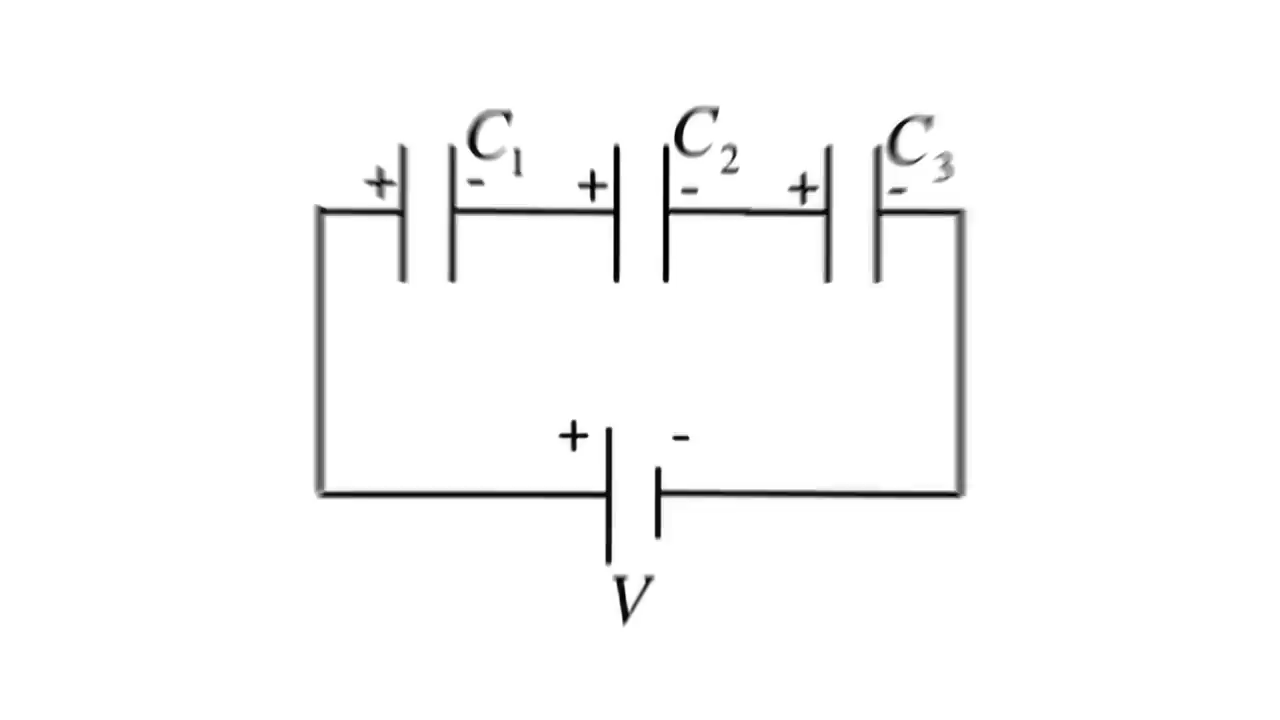 C₁ C₂ C₃
+ - + - + -
+ -
V